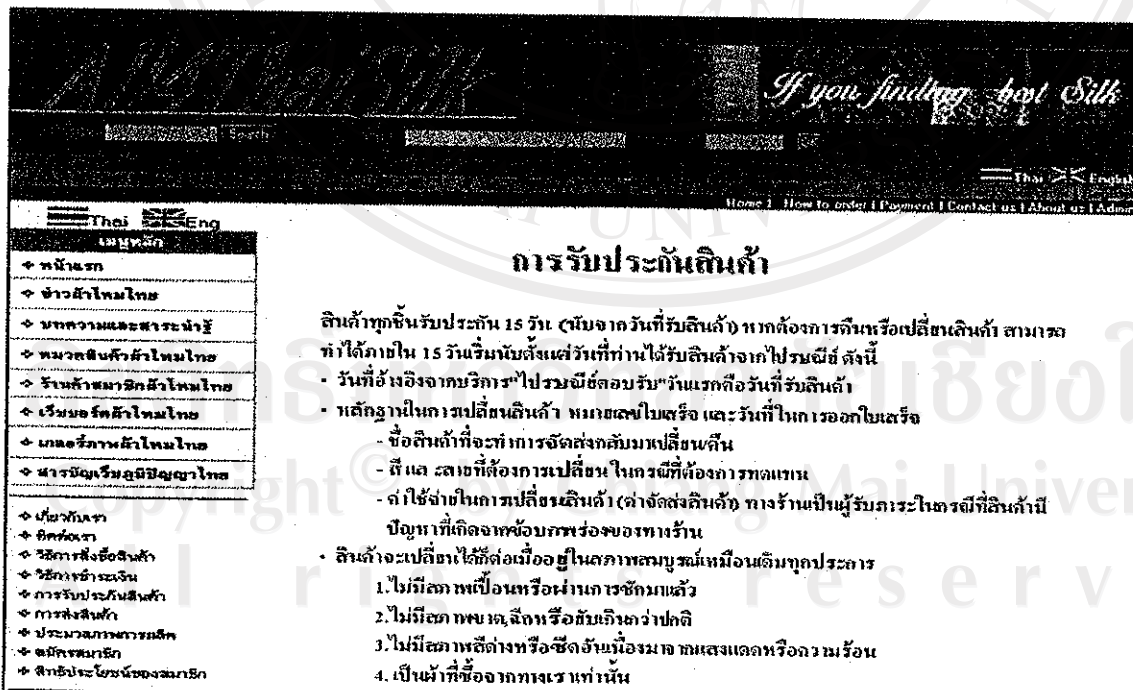 All4ThaiSilk
If you finding best Silk
Search
Thai English
Home | How to order | Payment | Contact us | About us | Admin
Thai Eng
เมนูหลัก
หน้าแรก
ข่าวผ้าไหมไทย
บทความและสาระน่ารู้
หมวดสินค้าผ้าไหมไทย
ร้านค้าสมาชิกผ้าไหมไทย
เว็บบอร์ดผ้าไหมไทย
แกลอรี่ภาพผ้าไหมไทย
สารบัญเว็บภูมิปัญญาไทย
เกี่ยวกับเรา
ติดต่อเรา
วิธีการสั่งซื้อสินค้า
วิธีการชำระเงิน
การรับประกันสินค้า
การส่งสินค้า
ประมวลภาพการผลิต
สมัครสมาชิก
สิทธิประโยชน์ของสมาชิก
การรับประกันสินค้า
สินค้าทุกชิ้นรับประกัน 15 วัน (นับจากวันที่รับสินค้า) หากต้องการคืนหรือเปลี่ยนสินค้า สามารถ
ทำได้ภายใน 15 วันเริ่มนับตั้งแต่วันที่ท่านได้รับสินค้าจากไปรษณีย์ ดังนี้
• วันที่อ้างอิงจากบริการ"ไปรษณีย์ตอบรับ"วันแรกคือวันที่รับสินค้า
• หลักฐานในการเปลี่ยนสินค้า หมายเลขใบเสร็จ และวันที่ในการออกใบเสร็จ
- ชื่อสินค้าที่จะทำการจัดส่งกลับมาเปลี่ยน/คืน
- สี และลายที่ต้องการเปลี่ยน ในกรณีที่ต้องการทดแทน
- ค่าใช้จ่ายในการเปลี่ยนสินค้า (ค่าจัดส่งสินค้า) ทางร้านเป็นผู้รับภาระในกรณีที่สินค้ามี
ปัญหาที่เกิดจากข้อบกพร่องของทางร้าน
• สินค้าจะเปลี่ยนได้ก็ต่อเมื่ออยู่ในสภาพสมบูรณ์เหมือนเดิมทุกประการ
1.ไม่มีสภาพเปื้อนหรือผ่านการซักมาแล้ว
2.ไม่มีสภาพขาด,ฉีกหรือยับเกินกว่าปกติ
3.ไม่มีสภาพสีด่างหรือซีดอันเนื่องมาจากแสงแดดหรือความร้อน
4. เป็นผ้าที่ซื้อจากทางเราเท่านั้น
Copyright © by Chiang Mai Univer
All rights reserv